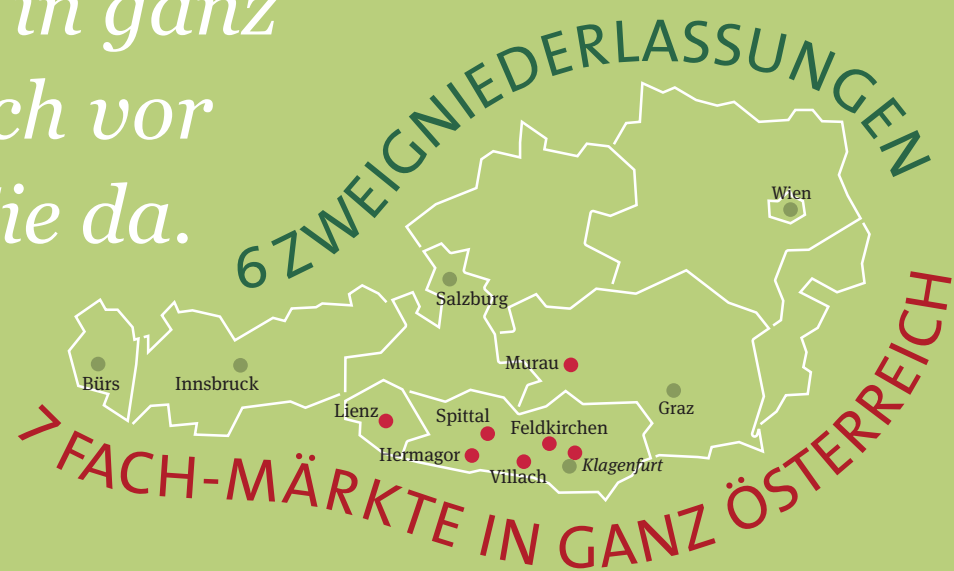 in ganz
ch vor
ie da.
6 ZWEIGNIEDERLASSUNGEN
Wien
Salzburg
Murau
Bürs
Innsbruck
Graz
Lienz
Spittal
Feldkirchen
Hermagor
Klagenfurt
Villach
7 FACH-MÄRKTE IN GANZ ÖSTERREICH